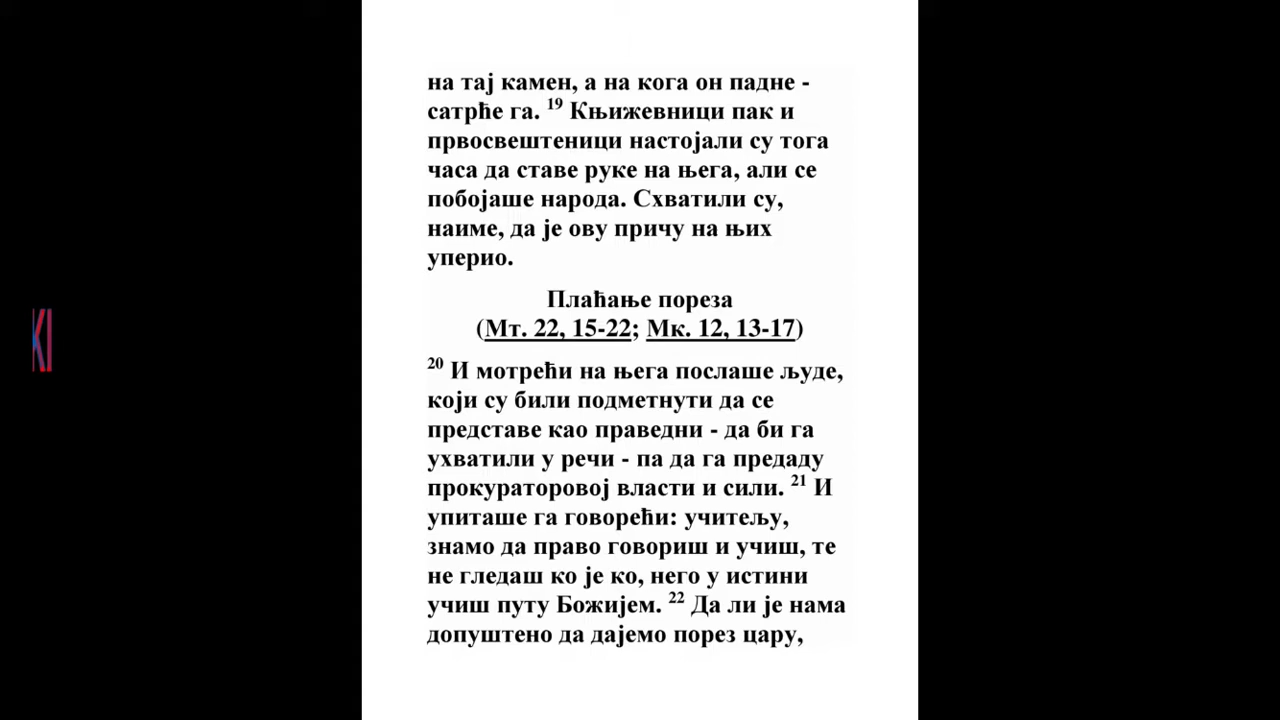 на тај камен, а на кога он падне -
сатрће га. 19 Књижевници пак и
првосвештеници настојали су тога
часа да ставе руке на њега, али се
побојаше народа. Схватили су,
наиме, да је ову причу на њих
уперио.
Плаћање пореза
(Мт. 22, 15-22; Мк. 12, 13-17)
20 И мотрећи на њега послаше људе,
који су били подметнути да се
представе као праведни - да би га
ухватили у речи - па да га предаду
прокураторовој власти и сили. 21 И
упиташе га говорећи: учитељу,
знамо да право говориш и учиш, те
не гледаш ко је ко, него у истини
учиш путу Божијем. 22 Да ли је нама
допуштено да дајемо порез цару,